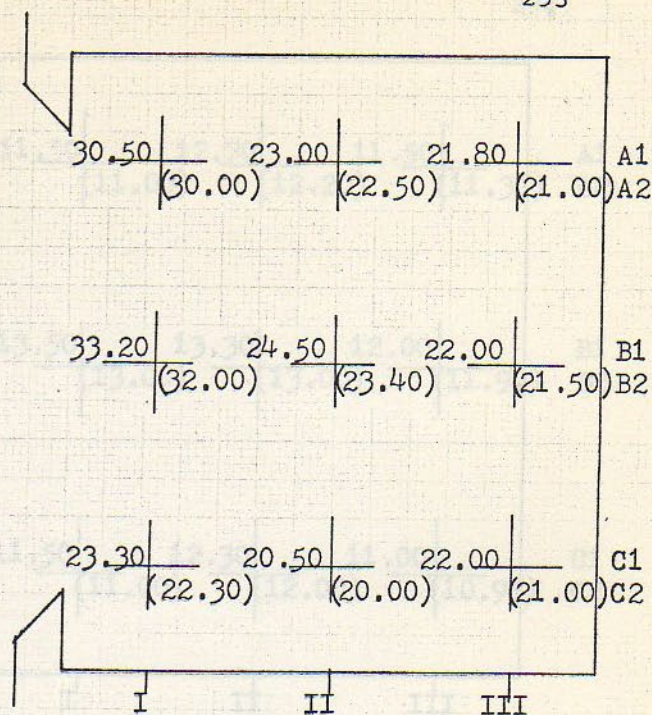 30.50 23.00 21.80 A1
(30.00) (22.50) (21.00) A2
33.20 24.50 22.00 B1
(32.00) (23.40) (21.50) B2
23.30 20.50 22.00 C1
(22.30) (20.00) (21.00) C2
I II III